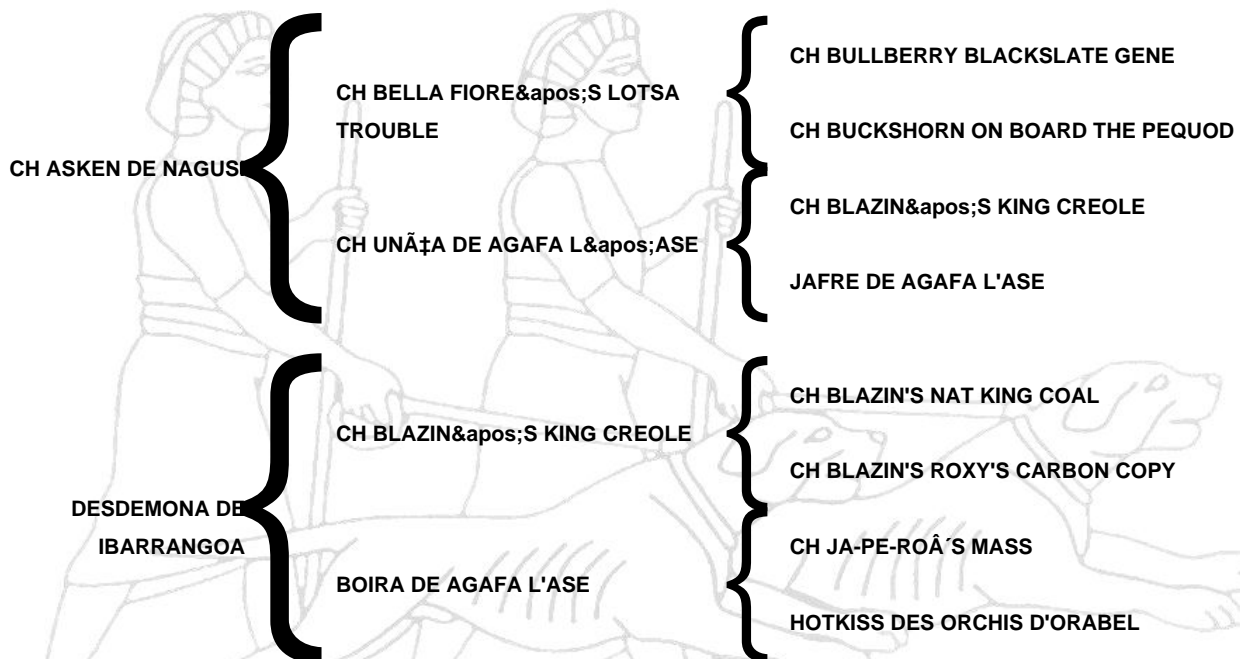 CH BULLBERRY BLACKSLATE GENE
CH BELLA FIORE&apos;S LOTSA
TROUBLE
CH BUCKSHORN ON BOARD THE PEQUOD
CH ASKEN DE NAGUSI
CH BLAZIN&apos;S KING CREOLE
CH UNÃ‡A DE AGAFA L&apos;ASE
JAFRE DE AGAFA L'ASE
CH BLAZIN'S NAT KING COAL
CH BLAZIN&apos;S KING CREOLE
CH BLAZIN'S ROXY'S CARBON COPY
DESDEMONA DE
IBARRANGOA
CH JA-PE-ROÂ´S MASS
BOIRA DE AGAFA L'ASE
HOTKISS DES ORCHIS D'ORABEL